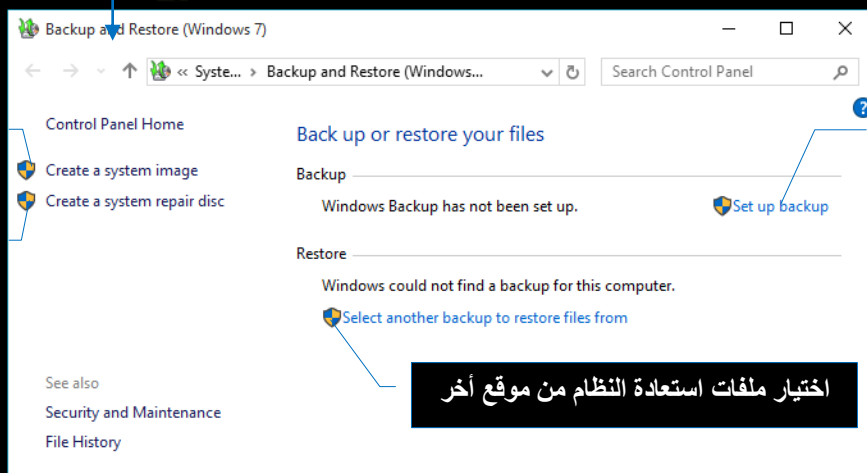 Backup and Restore (Windows 7)
« Syste... › Backup and Restore (Windows...
Search Control Panel
Control Panel Home
Create a system image
Create a system repair disc
Back up or restore your files
Backup
Windows Backup has not been set up.
Set up backup
Restore
Windows could not find a backup for this computer.
Select another backup to restore files from
اختيار ملفات استعادة النظام من موقع أخر
See also
Security and Maintenance
File History